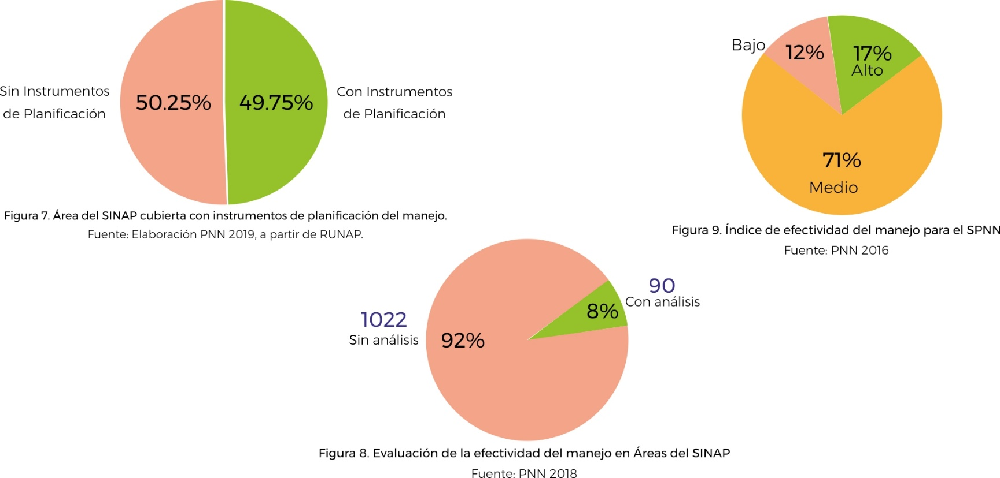 Sin Instrumentos
de Planificación
50.25%
49.75%
Con Instrumentos
de Planificación
Figura 7. Área del SINAP cubierta con instrumentos de planificación del manejo.
Fuente: Elaboración PNN 2019, a partir de RUNAP.
Bajo
12%
17%
Alto
71%
Medio
Figura 9. Índice de efectividad del manejo para el SPNN
Fuente: PNN 2016
1022
Sin análisis
92%
8%
90
Con análisis
Figura 8. Evaluación de la efectividad del manejo en Áreas del SINAP
Fuente: PNN 2018